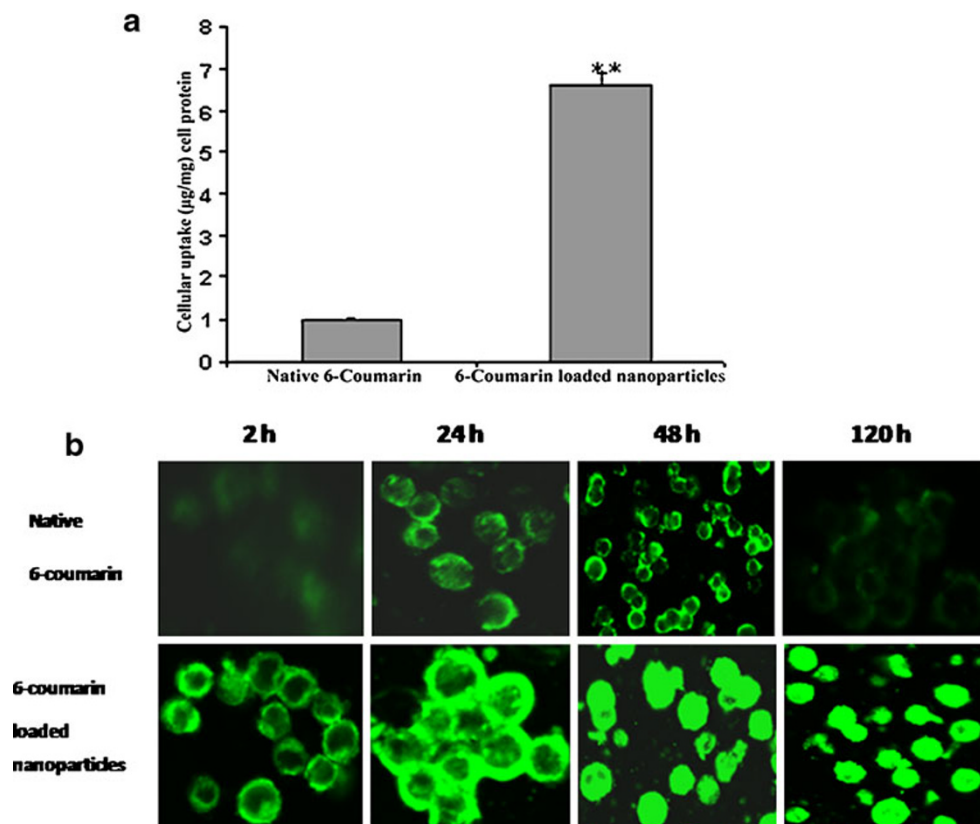 a
8
7
6
5
4
3
2
1
0
Cellular uptake (µg/mg) cell protein
**
Native 6-Coumarin
6-Coumarin loaded nanoparticles
b
2 h
24 h
48 h
120 h
Native
6-coumarin
6-coumarin
loaded
nanoparticles